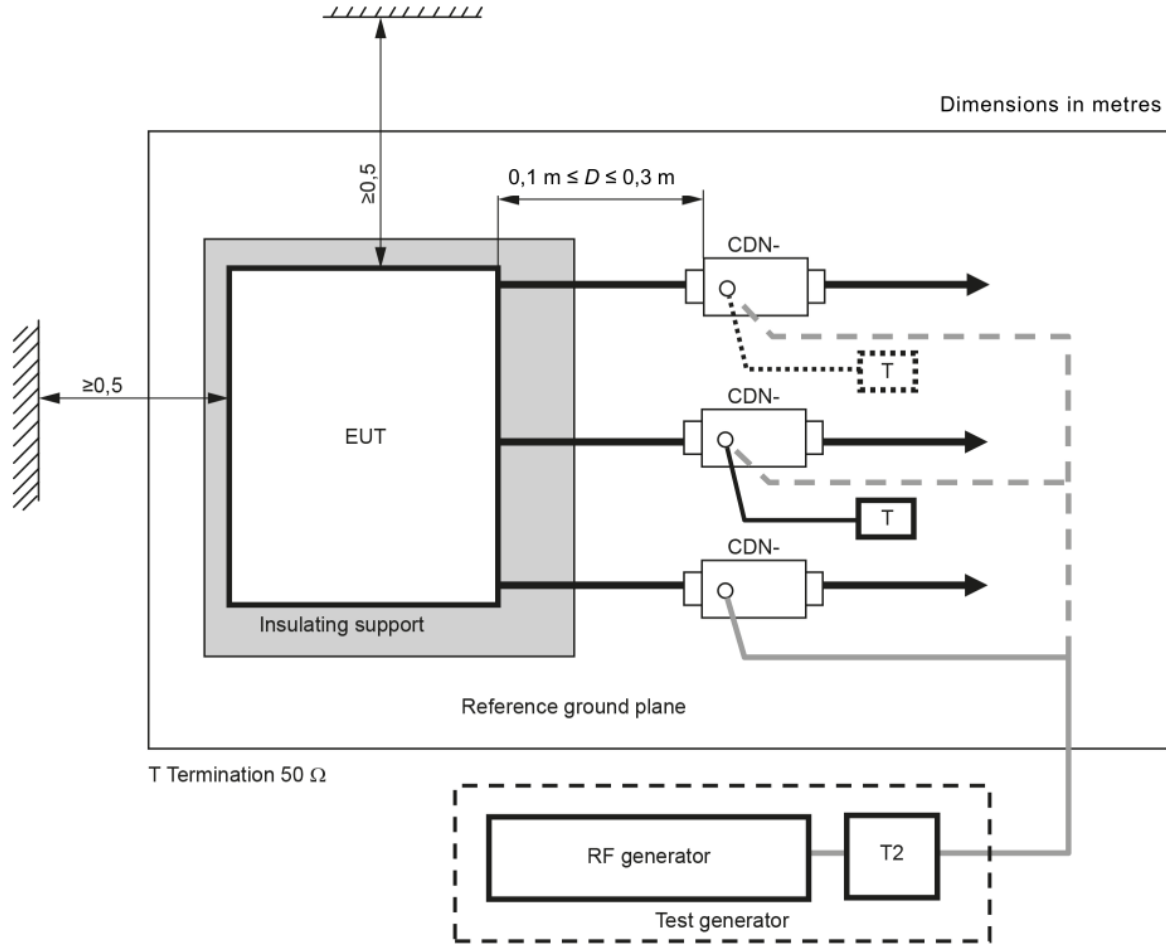 Dimensions in metres
≥0,5
0,1 m ≤ D ≤ 0,3 m
CDN-
T
≥0,5
CDN-
EUT
T
CDN-
Insulating support
Reference ground plane
T Termination 50 Ω
RF generator
T2
Test generator